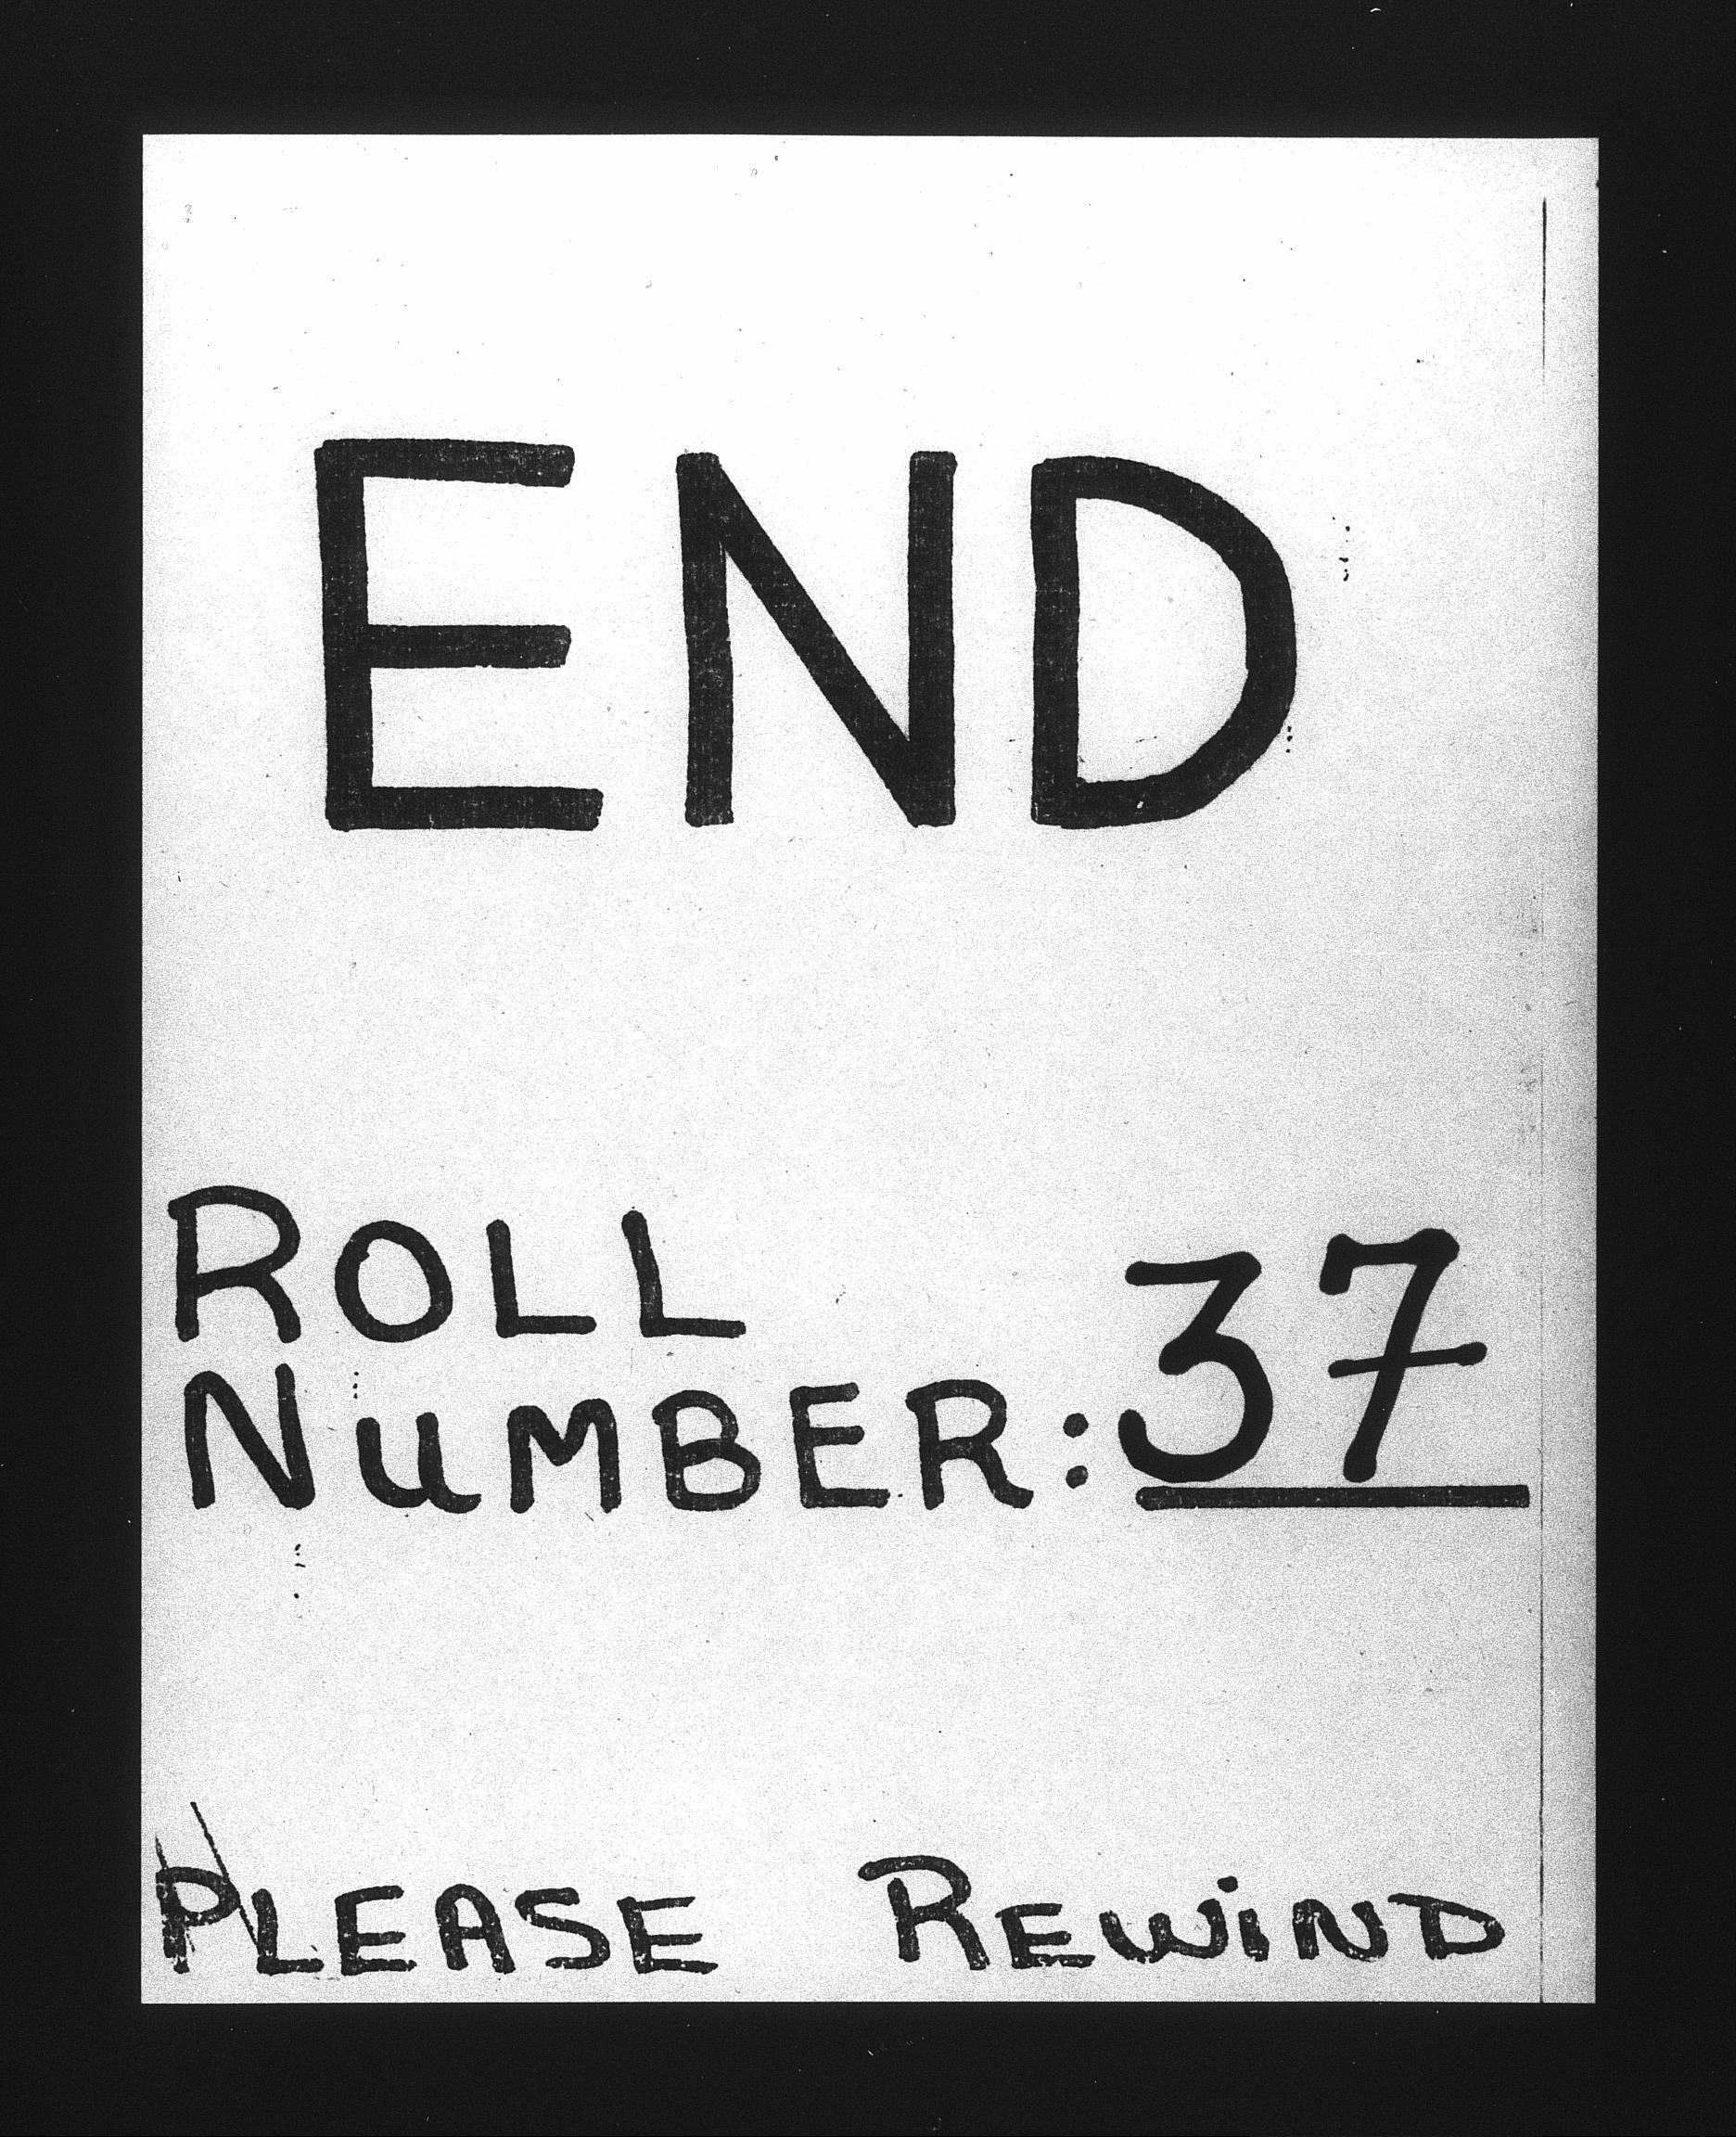 END
ROLL
NUMBER: 37
PLEASE REWIND